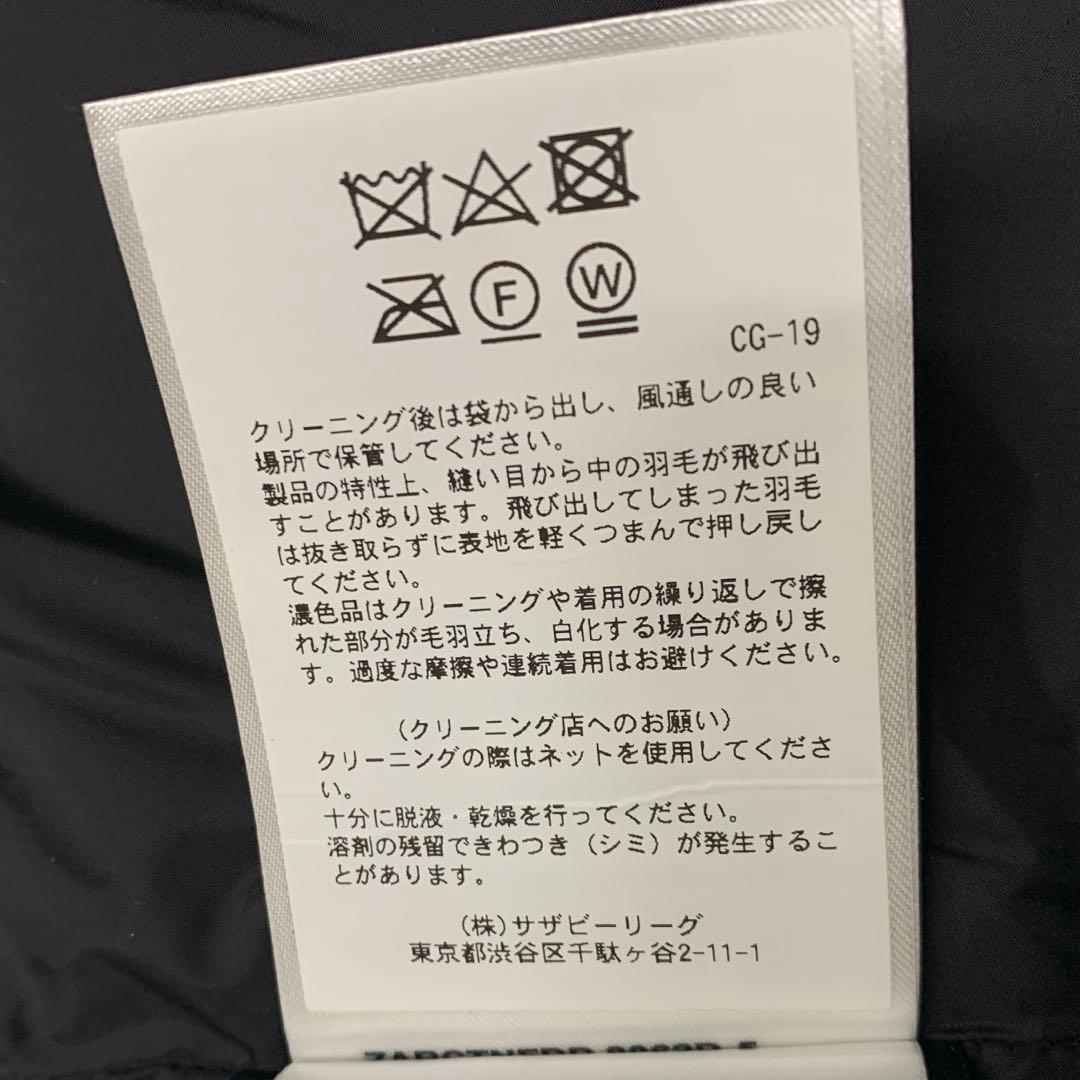 F W
CG-19
クリーニング後は袋から出し、風通しの良い
場所で保管してください。
製品の特性上、縫い目から中の羽毛が飛び出
すことがあります。飛び出してしまった羽毛
は抜き取らずに表地を軽くつまんで押し戻し
てください。
濃色品はクリーニングや着用の繰り返しで擦
れた部分が毛羽立ち、白化する場合がありま
す。過度な摩擦や連続着用はお避けください。
(クリーニング店へのお願い)
クリーニングの際はネットを使用してくださ
い。
十分に脱液・乾燥を行ってください。
溶剤の残留できわつき(シミ)が発生するこ
とがあります。
(株)サザビーリーグ
東京都渋谷区千駄ヶ谷2-11-1